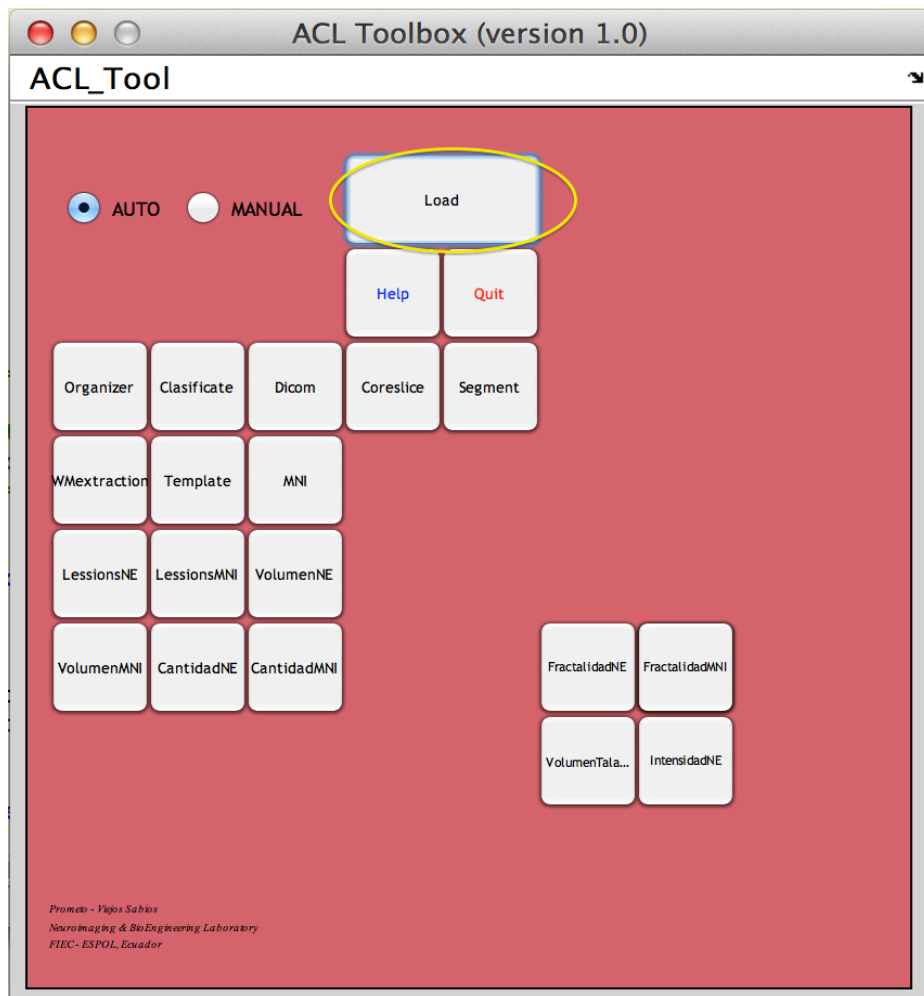 ACL Toolbox (version 1.0)
ACL_Tool
Load
AUTO MANUAL
Help Quit
Organizer Clasificate Dicom Coreslice Segment
WMextraction Template MNI
LessionsNE LessionsMNI VolumenNE
VolumenMNI CantidadNE CantidadMNI FractalidadNE FractalidadMNI
VolumenTala... IntensidadNE
Prometo - Viejos Sabios
Neuroimaging & BioEngineering Laboratory
FIEC - ESPOL, Ecuador